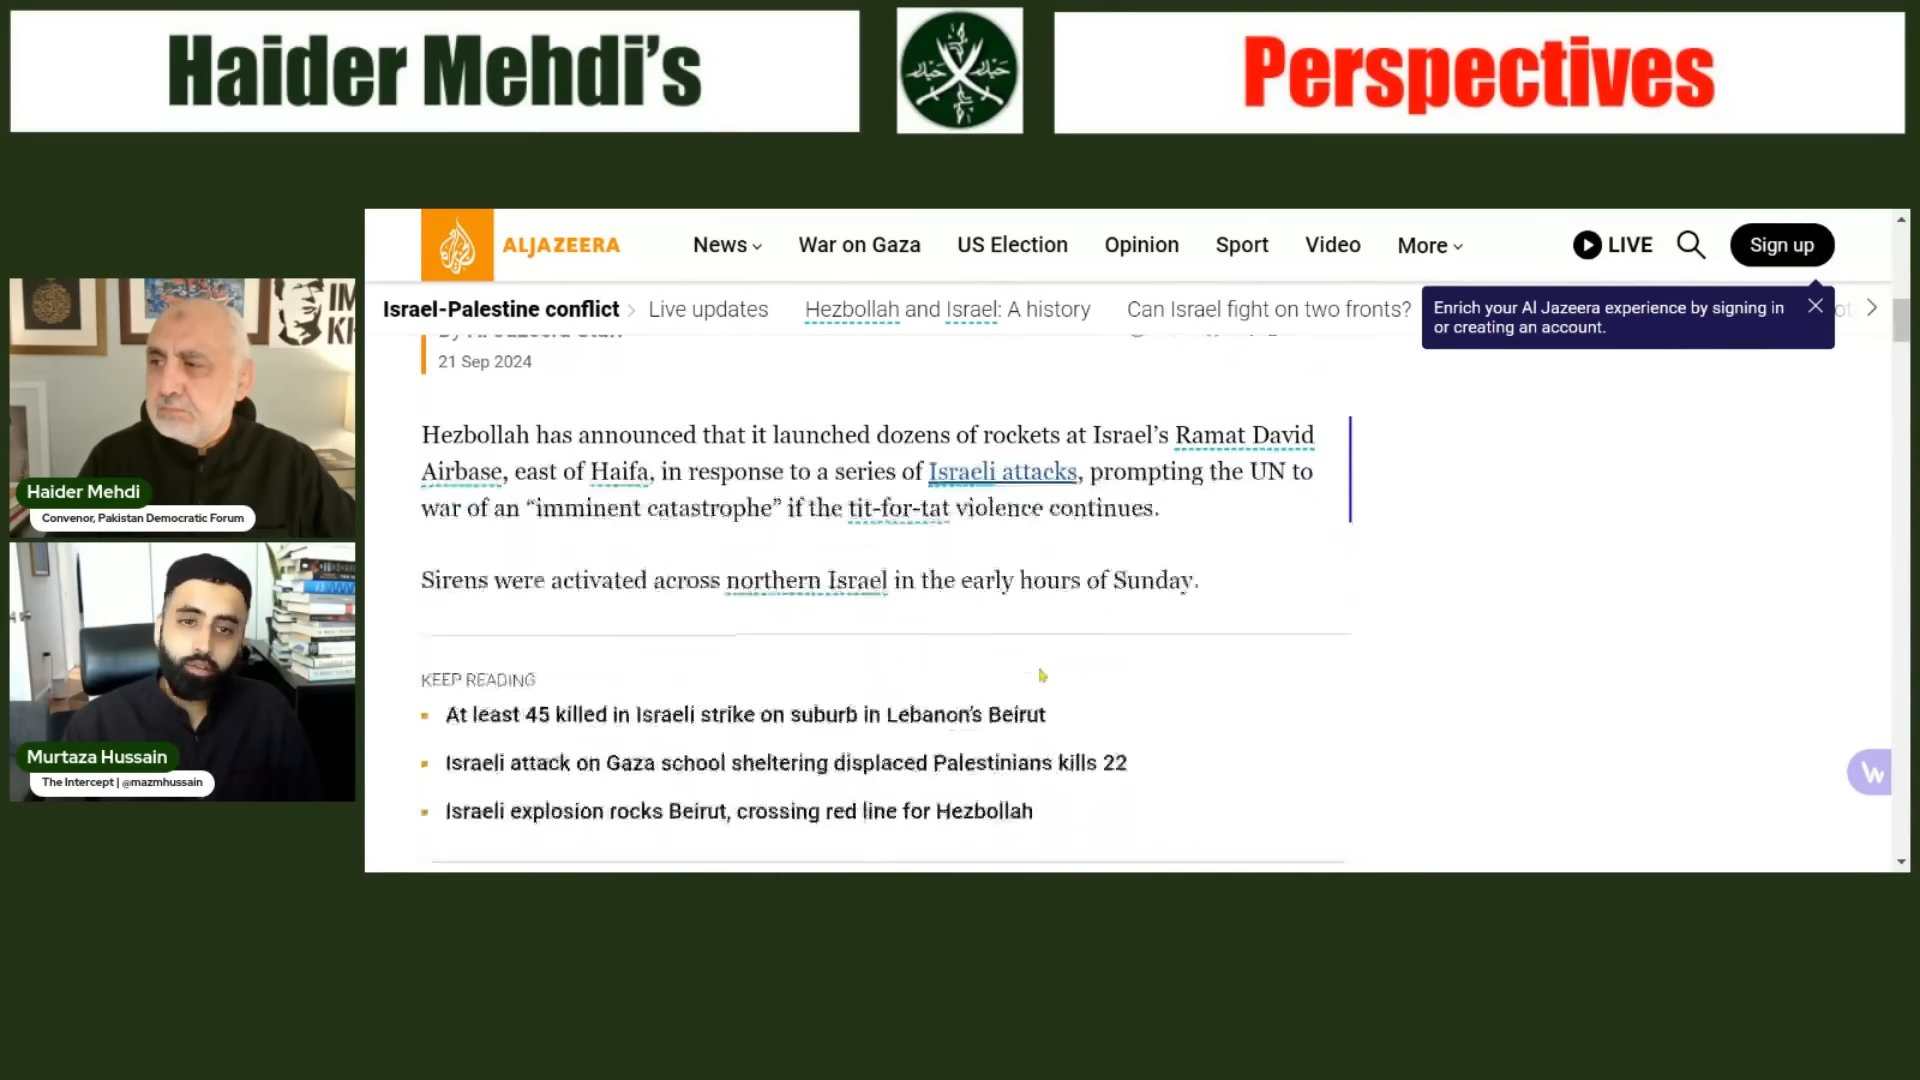 Haider Mehdi's
Perspectives
ALJAZEERA
News
War on Gaza
US Election
Opinion
Sport
Video
More
LIVE
Sign up
Israel-Palestine conflict
Live updates
Hezbollah and Israel: A history
Can Israel fight on two fronts?
Enrich your Al Jazeera experience by signing in
or creating an account.
21 Sep 2024
Hezbollah has announced that it launched dozens of rockets at Israel’s Ramat David
Airbase, east of Haifa, in response to a series of Israeli attacks, prompting the UN to
war of an “imminent catastrophe” if the tit-for-tat violence continues.
Sirens were activated across northern Israel in the early hours of Sunday.
KEEP READING
At least 45 killed in Israeli strike on suburb in Lebanon’s Beirut
Israeli attack on Gaza school sheltering displaced Palestinians kills 22
Israeli explosion rocks Beirut, crossing red line for Hezbollah
Haider Mehdi
Convenor, Pakistan Democratic Forum
Murtaza Hussain
The Intercept | @mazmhussain